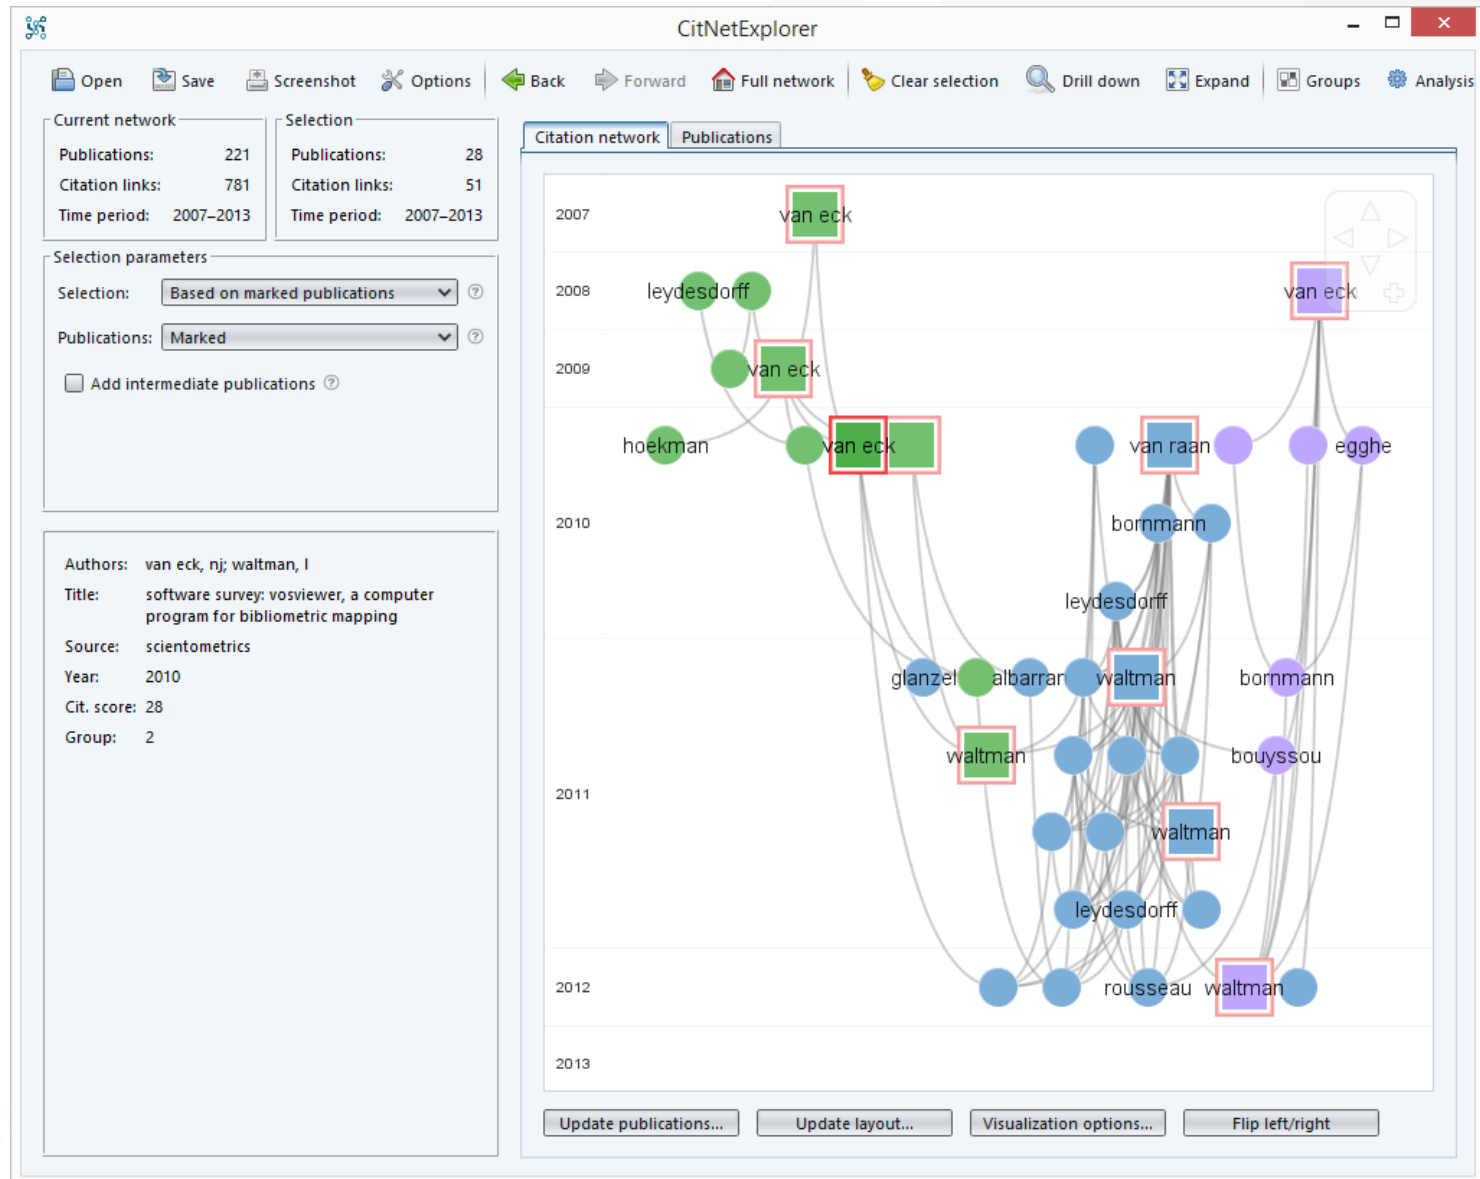 CitNetExplorer
Open Save Screenshot Options Back Forward Full network Clear selection Drill down Expand Groups Analysis
Current network
Publications: 221
Citation links: 781
Time period: 2007–2013
Selection
Publications: 28
Citation links: 51
Time period: 2007–2013
Selection parameters
Selection: Based on marked publications ?
Publications: Marked ?
Add intermediate publications ?
Authors: van eck, nj; waltman, l
Title: software survey: vosviewer, a computer
program for bibliometric mapping
Source: scientometrics
Year: 2010
Cit. score: 28
Group: 2
Citation network Publications
2007 van eck
2008 leydesdorff van eck
2009 van eck
hoekman van eck van raan egghe
2010 bornmann
leydesdorff
glanzel albarrar waltman bornmann
waltman bouyssou
2011
waltman
leydesdorff
2012 rousseau waltman
2013
Update publications... Update layout... Visualization options... Flip left/right